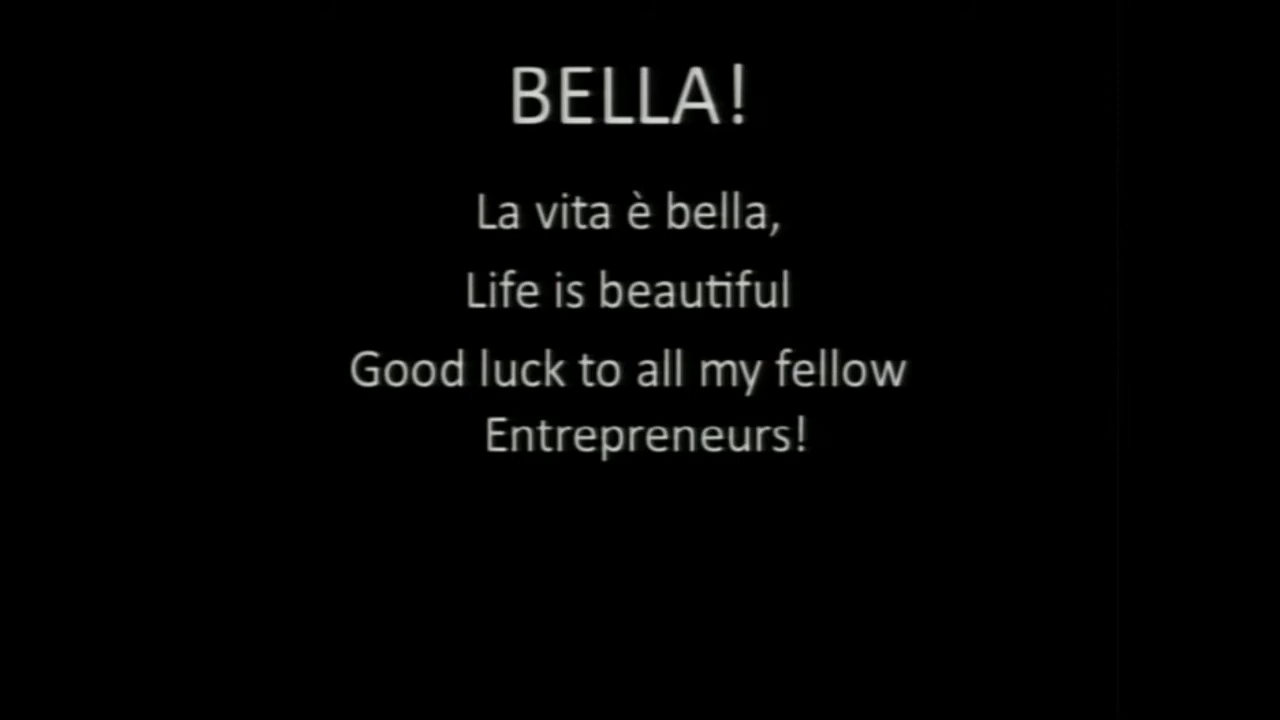 BELLA!
La vita è bella,
Life is beautiful
Good luck to all my fellow
Entrepreneurs!